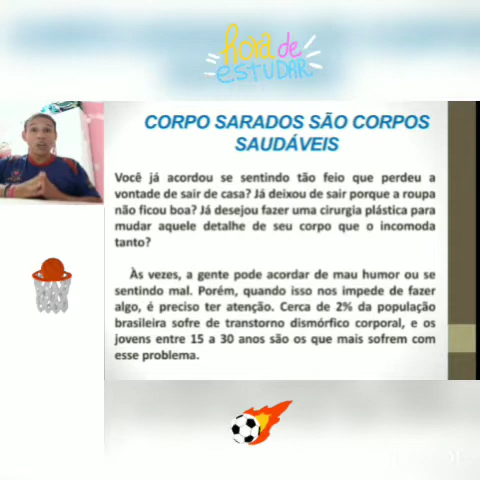 hora de
ESTUDAR
CORPO SARADOS SÃO CORPOS
SAUDÁVEIS
Você já acordou se sentindo tão feio que perdeu a
vontade de sair de casa? Já deixou de sair porque a roupa
não ficou boa? Já desejou fazer uma cirurgia plástica para
mudar aquele detalhe de seu corpo que o incomoda
tanto?
Às vezes, a gente pode acordar de mau humor ou se
sentindo mal. Porém, quando isso nos impede de fazer
algo, é preciso ter atenção. Cerca de 2% da população
brasileira sofre de transtorno dismórfico corporal, e os
jovens entre 15 a 30 anos são os que mais sofrem com
esse problema.